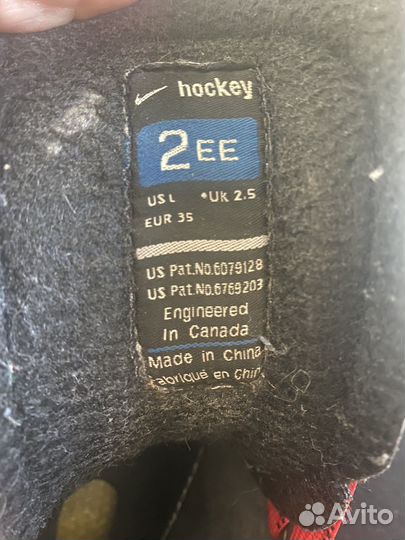 hockey
2EE
US L *UK 2.5
EUR 35
US Pat.No.6079128
US Pat.No.6769203
Engineered
in Canada
Made in China
Fabriqué en Chin
Avito